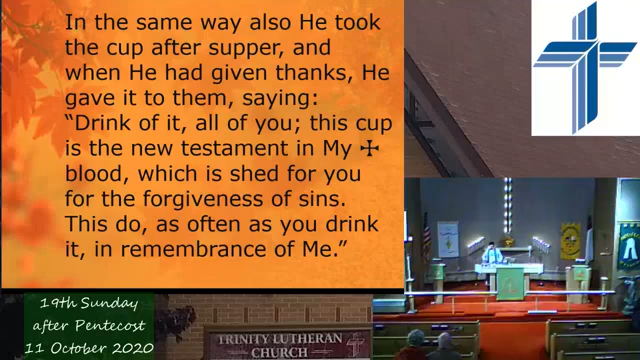 In the same way also He took
the cup after supper, and
when He had given thanks, He
gave it to them, saying:
“Drink of it, all of you; this cup
is the new testament in My ✠
blood, which is shed for you
for the forgiveness of sins.
This do, as often as you drink
it, in remembrance of Me.”
19th Sunday
after Pentecost
11 October 2020
TRINITY LUTHERAN
CHURCH